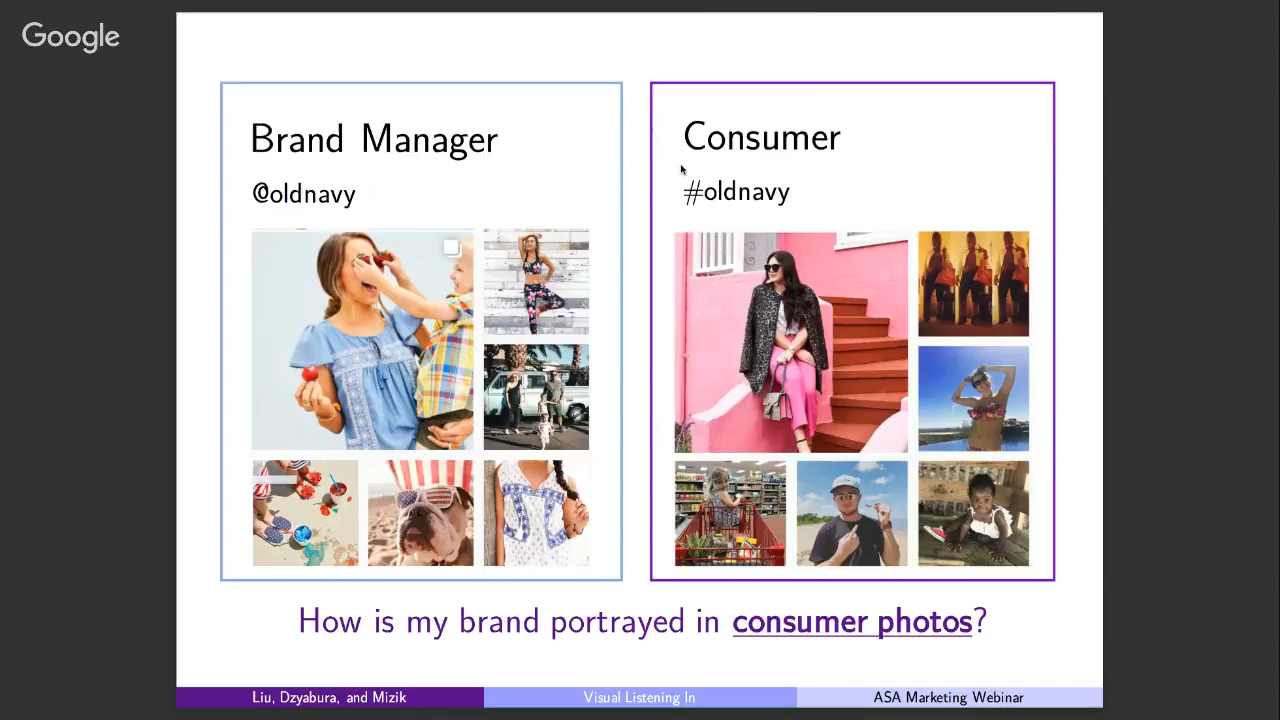 Google
Brand Manager
@oldnavy
Consumer
#oldnavy
How is my brand portrayed in consumer photos?
Liu, Dzyabura, and Mizik
Visual Listening In
ASA Marketing Webinar